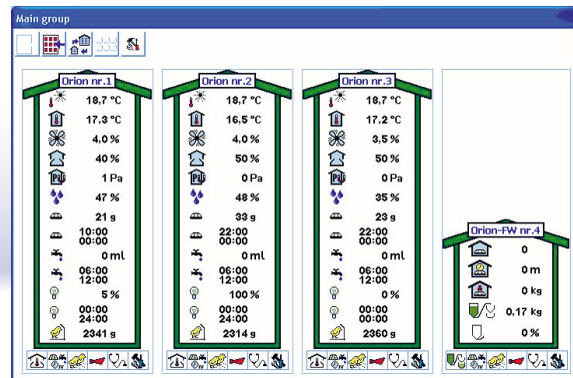 Main group
Orion nr.1
18,7 °C
17,3 °C
4,0 %
40 %
Pa
1 Pa
47 %
21 g
10:00
00:00
0 ml
06:00
12:00
5 %
00:00
24:00
2341 g
Orion nr.2
18,7 °C
16,5 °C
4,0 %
50 %
Pa
0 Pa
48 %
33 g
22:00
00:00
0 ml
06:00
12:00
100 %
00:00
24:00
2314 g
Orion nr.3
18,7 °C
17,2 °C
3,5 %
50 %
Pa
0 Pa
35 %
23 g
22:00
00:00
0 ml
06:00
12:00
0 %
00:00
24:00
2360 g
Orion-FW nr.4
0
0 m
0 kg
0,17 kg
0 %